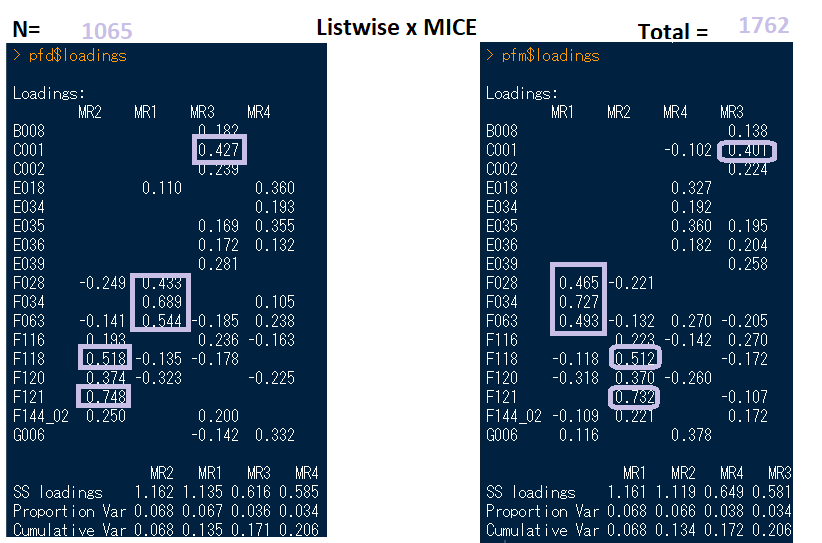 N= 1065 Listwise x MICE Total = 1762
> pfd$loadings
Loadings:
MR2 MR1 MR3 MR4
B008 0.182
C001 0.427
C002 0.239
E018 0.110 0.360
E034 0.193
E035 0.169 0.355
E036 0.172 0.132
E039 0.281
F028 -0.249 0.433
F034 0.689 0.105
F063 -0.141 0.544 -0.185 0.238
F116 0.193 0.236 -0.163
F118 0.518 -0.135 -0.178
F120 0.374 -0.323 -0.225
F121 0.748
F144_02 0.250 0.200
G006 -0.142 0.332
MR2 MR1 MR3 MR4
SS loadings 1.162 1.135 0.616 0.585
Proportion Var 0.068 0.067 0.036 0.034
Cumulative Var 0.068 0.135 0.171 0.206
> pfm$loadings
Loadings:
MR1 MR2 MR4 MR3
B008 0.138
C001 -0.102 0.401
C002 0.224
E018 0.327
E034 0.192
E035 0.360 0.195
E036 0.182 0.204
E039 0.258
F028 0.465 -0.221
F034 0.727
F063 0.493 -0.132 0.270 -0.205
F116 0.223 -0.142 0.270
F118 -0.118 0.512 -0.172
F120 -0.318 0.370 -0.260
F121 0.732 -0.107
F144_02 -0.109 0.221 0.172
G006 0.116 0.378
MR1 MR2 MR4 MR3
SS loadings 1.161 1.119 0.649 0.581
Proportion Var 0.068 0.066 0.038 0.034
Cumulative Var 0.068 0.134 0.172 0.206